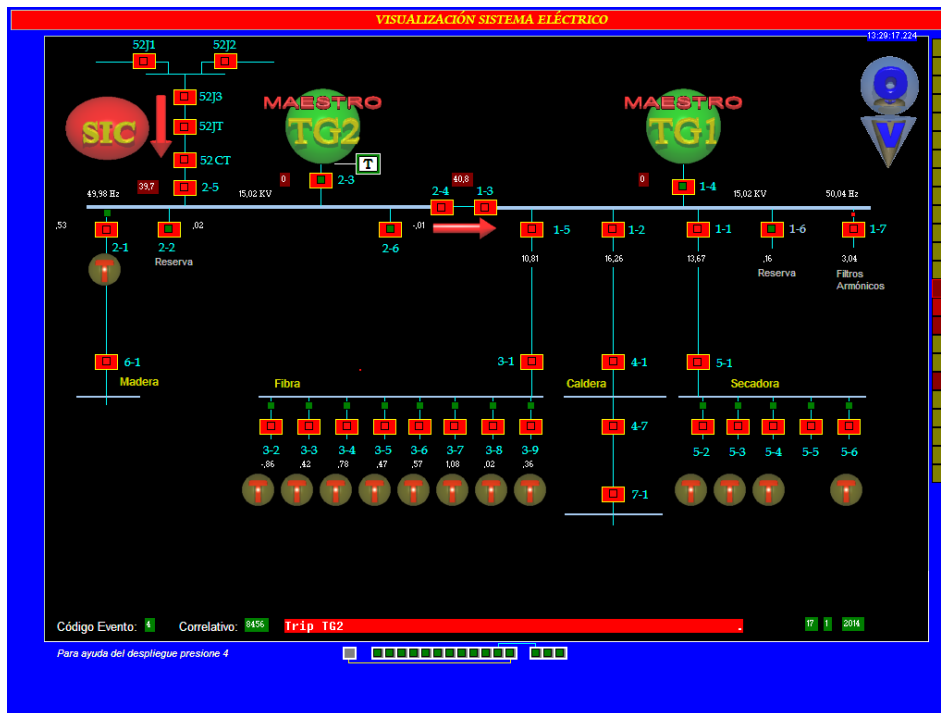 VISUALIZACIÓN SISTEMA ELÉCTRICO
13:29:17.224
52J1
52J2
52J3
MAESTRO
MAESTRO
SIC
52JT
TG2
TG1
52 CT
T
49,98 Hz
39,7
2-5
15,02 KV
0
2-3
2-4
40,8
1-3
0
1-4
15,02 KV
50,04 Hz
,53
2-1
2-2
,02
2-6
-,01
1-5
1-2
1-1
1-6
1-7
Reserva
10,81
16,26
13,67
,16
3,04
Reserva
Filtros
Armónicos
T
6-1
3-1
4-1
5-1
Madera
Fibra
Caldera
Secadora
3-2
3-3
3-4
3-5
3-6
3-7
3-8
3-9
4-7
5-2
5-3
5-4
5-5
5-6
-,86
,42
,78
,47
,57
1,08
,02
,36
T T T T T T T T
7-1
T T T T
Código Evento: 4 Correlativo: 8456 Trip TG2 . 17 1 2014
Para ayuda del despliegue presione 4